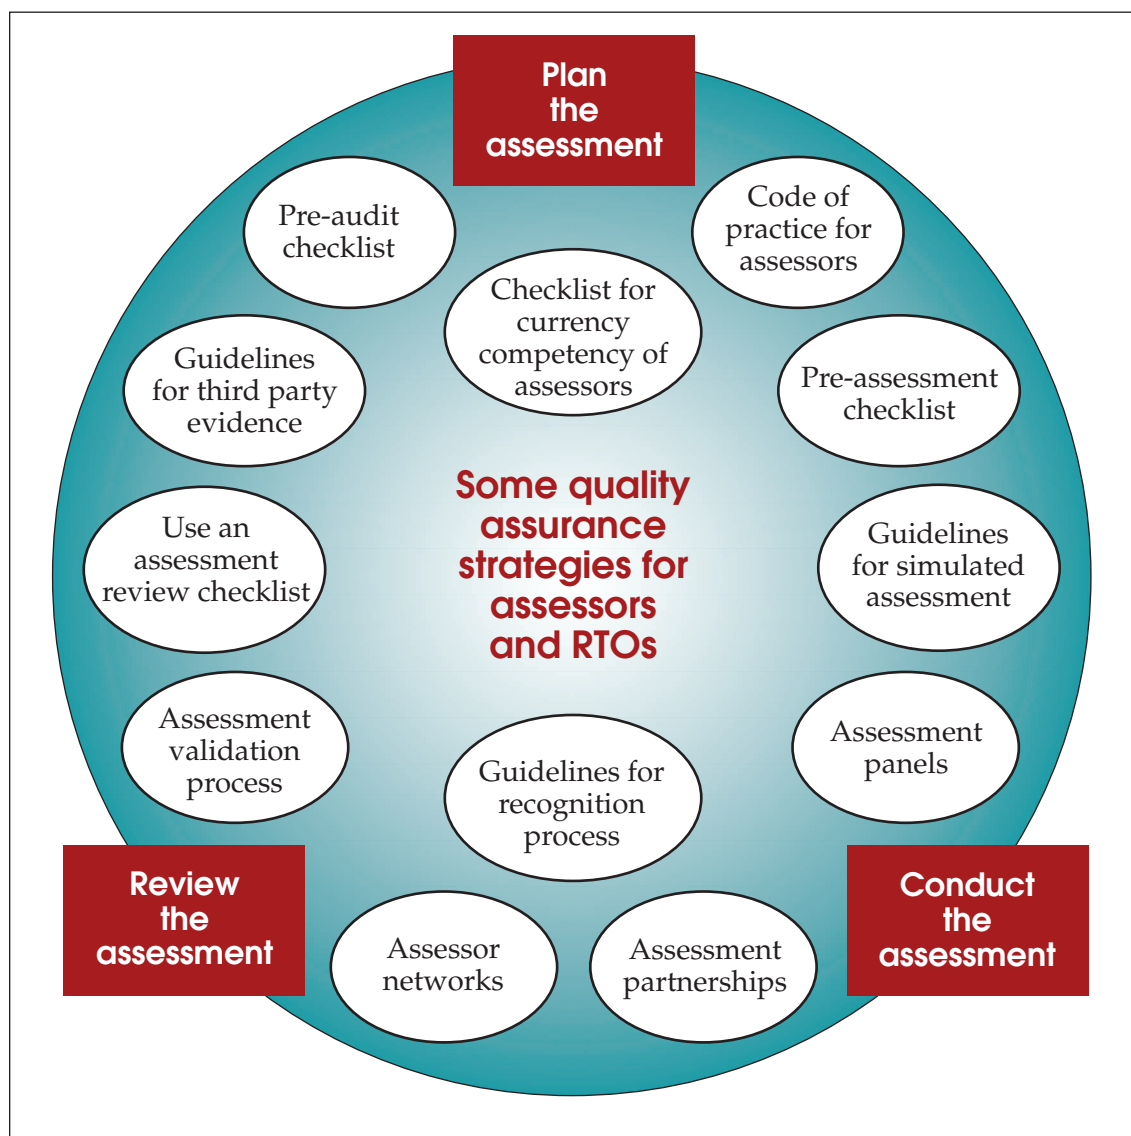 Plan
the
assessment
Pre-audit
checklist
Code of
practice for
assessors
Checklist for
currency
competency of
assessors
Guidelines
for third party
evidence
Pre-assessment
checklist
Some quality
assurance
strategies for
assessors
and RTOs
Use an
assessment
review checklist
Guidelines
for simulated
assessment
Assessment
validation
process
Guidelines for
recognition
process
Assessment
panels
Review
the
assessment
Assessor
networks
Assessment
partnerships
Conduct
the
assessment